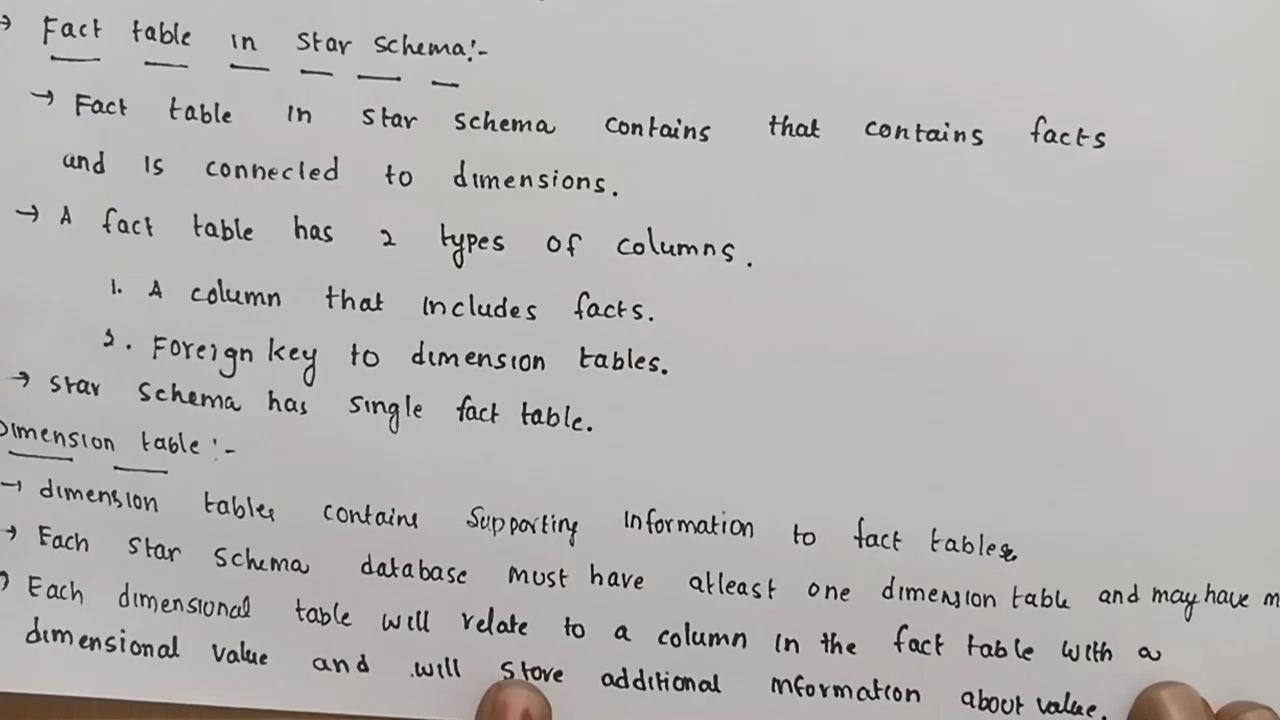 → Fact table in star schema:-
→ Fact table in star schema contains that contains facts
and is connected to dimensions.
→ A fact table has 2 types of columns.
1. A column that includes facts.
2. Foreign key to dimension tables.
→ star schema has single fact table.
Dimension table:-
→ dimension tables contains supporting information to fact tables
→ Each star schema database must have atleast one dimension table and may have m
→ Each dimensional table will relate to a column in the fact table with a
dimensional value and will store additional information about value.